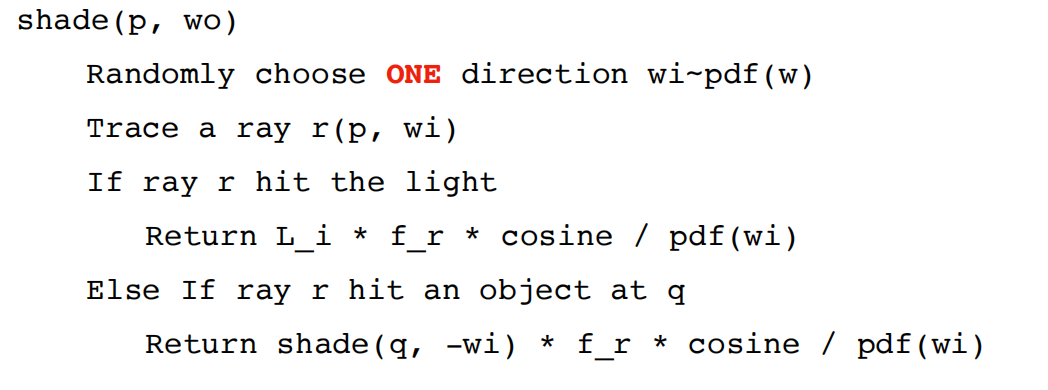 shade(p, wo)
Randomly choose ONE direction wi~pdf(w)
Trace a ray r(p, wi)
If ray r hit the light
Return L_i * f_r * cosine / pdf(wi)
Else If ray r hit an object at q
Return shade(q, -wi) * f_r * cosine / pdf(wi)